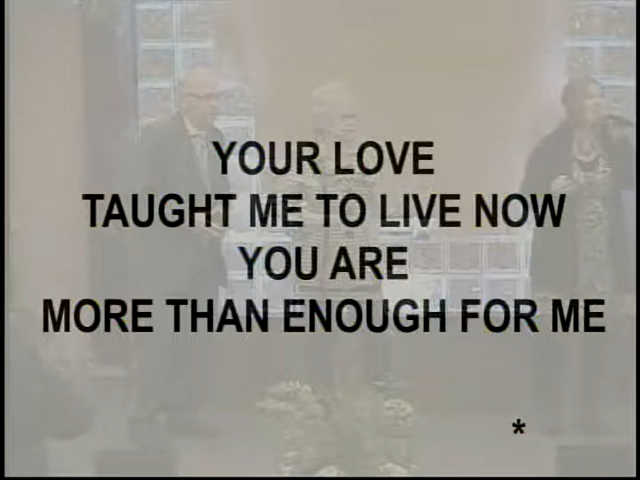 YOUR LOVE
TAUGHT ME TO LIVE NOW
YOU ARE
MORE THAN ENOUGH FOR ME
*